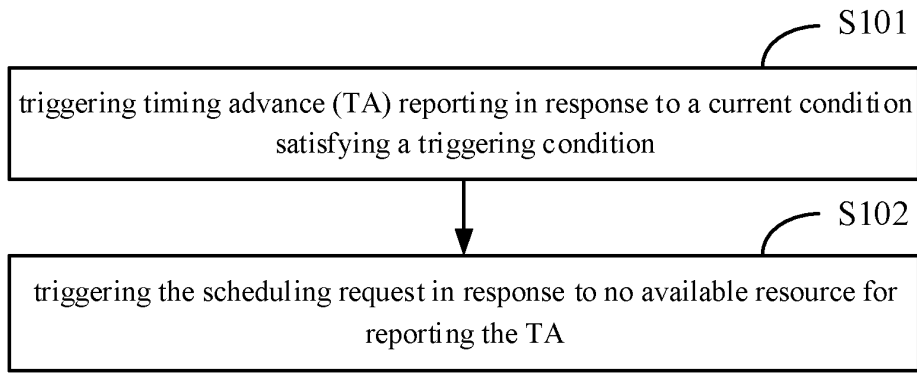 S101
triggering timing advance (TA) reporting in response to a current condition
satisfying a triggering condition
S102
triggering the scheduling request in response to no available resource for
reporting the TA